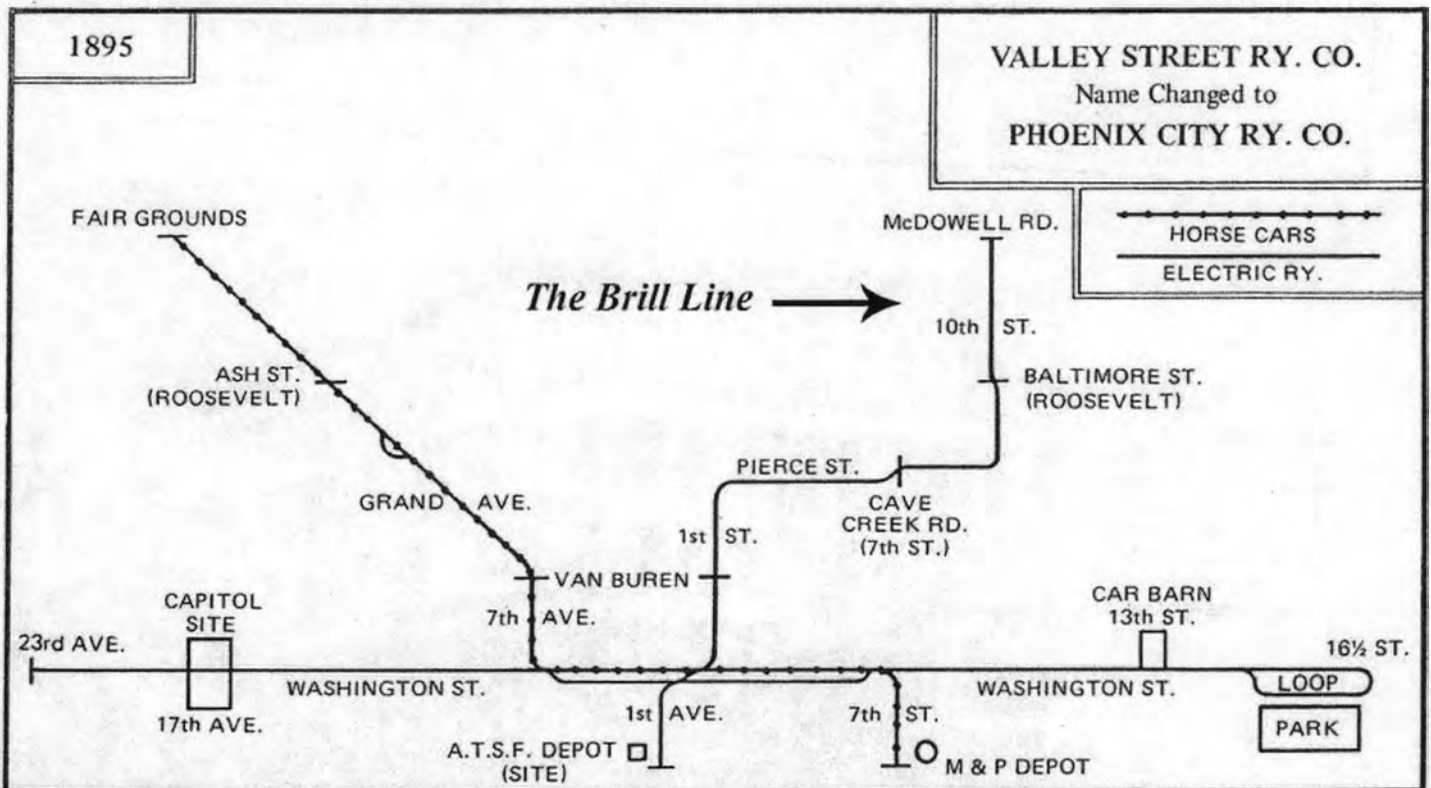 1895
VALLEY STREET RY. CO.
Name Changed to
PHOENIX CITY RY. CO.
HORSE CARS
ELECTRIC RY.
FAIR GROUNDS
McDOWELL RD.
The Brill Line
10th ST.
ASH ST.
(ROOSEVELT)
BALTIMORE ST.
(ROOSEVELT)
PIERCE ST.
GRAND AVE.
CAVE
CREEK RD.
(7th ST.)
1st ST.
VAN BUREN
7th AVE.
CAPITOL
SITE
CAR BARN
13th ST.
23rd AVE.
16½ ST.
WASHINGTON ST.
WASHINGTON ST.
LOOP
17th AVE.
1st AVE.
7th ST.
PARK
A.T.S.F. DEPOT
(SITE)
M & P DEPOT